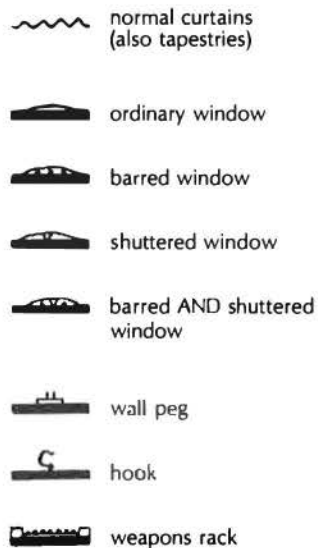 normal curtains
(also tapestries)
ordinary window
barred window
shuttered window
barred AND shuttered
window
wall peg
hook
weapons rack